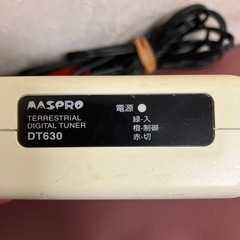 MASPRO
TERRESTRIAL
DIGITAL TUNER
DT630
電源
緑-入
橙-制御
赤-切